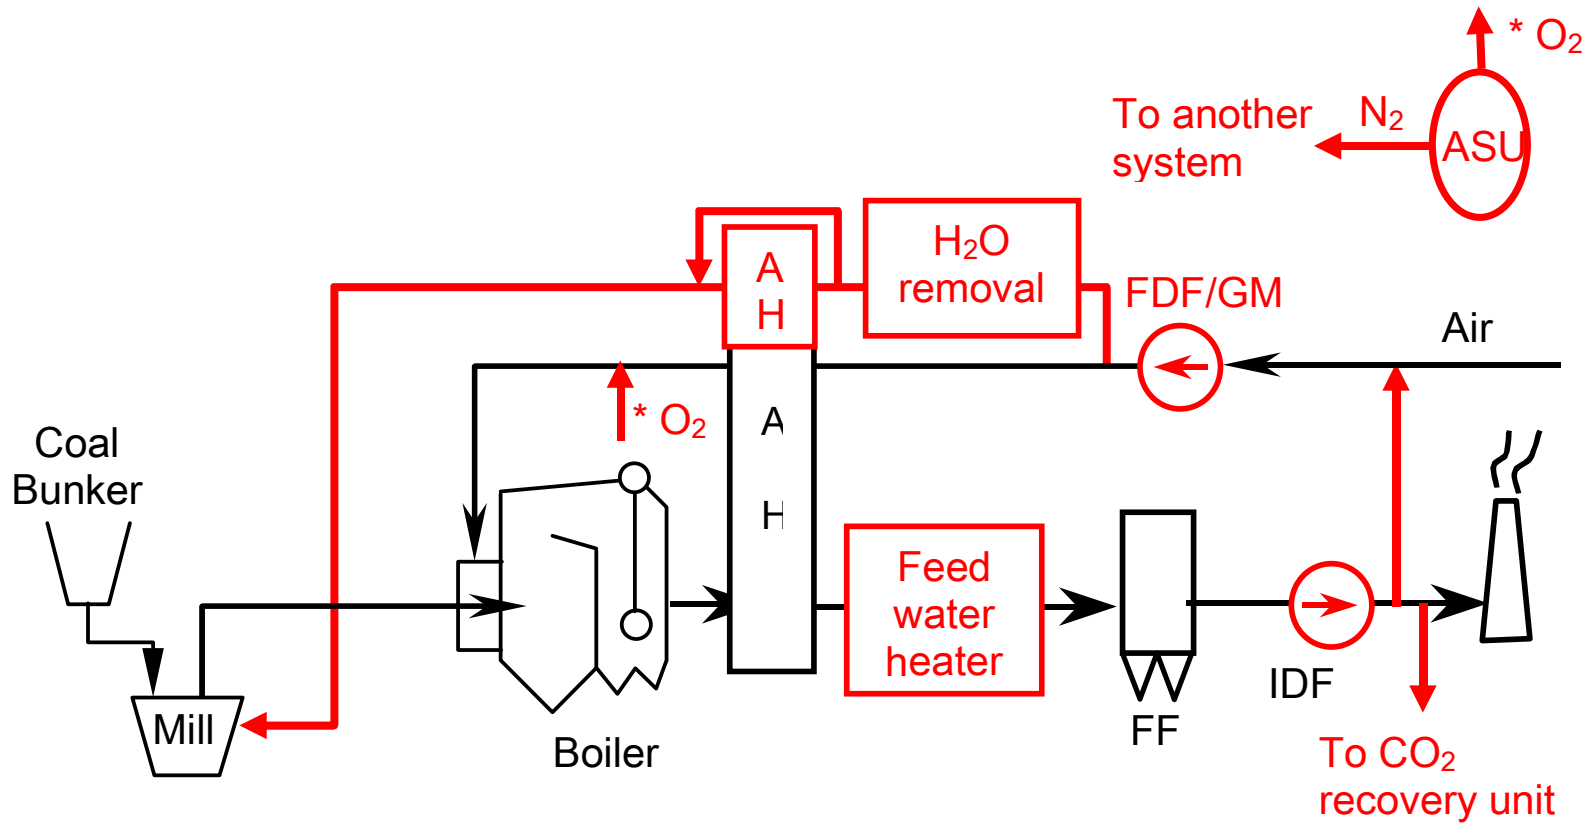 * O2
To another
system
N2
ASU
A
H
H2O
removal
FDF/GM
Air
* O2
A
H
Coal
Bunker
Feed
water
heater
Mill
Boiler
FF
IDF
To CO2
recovery unit